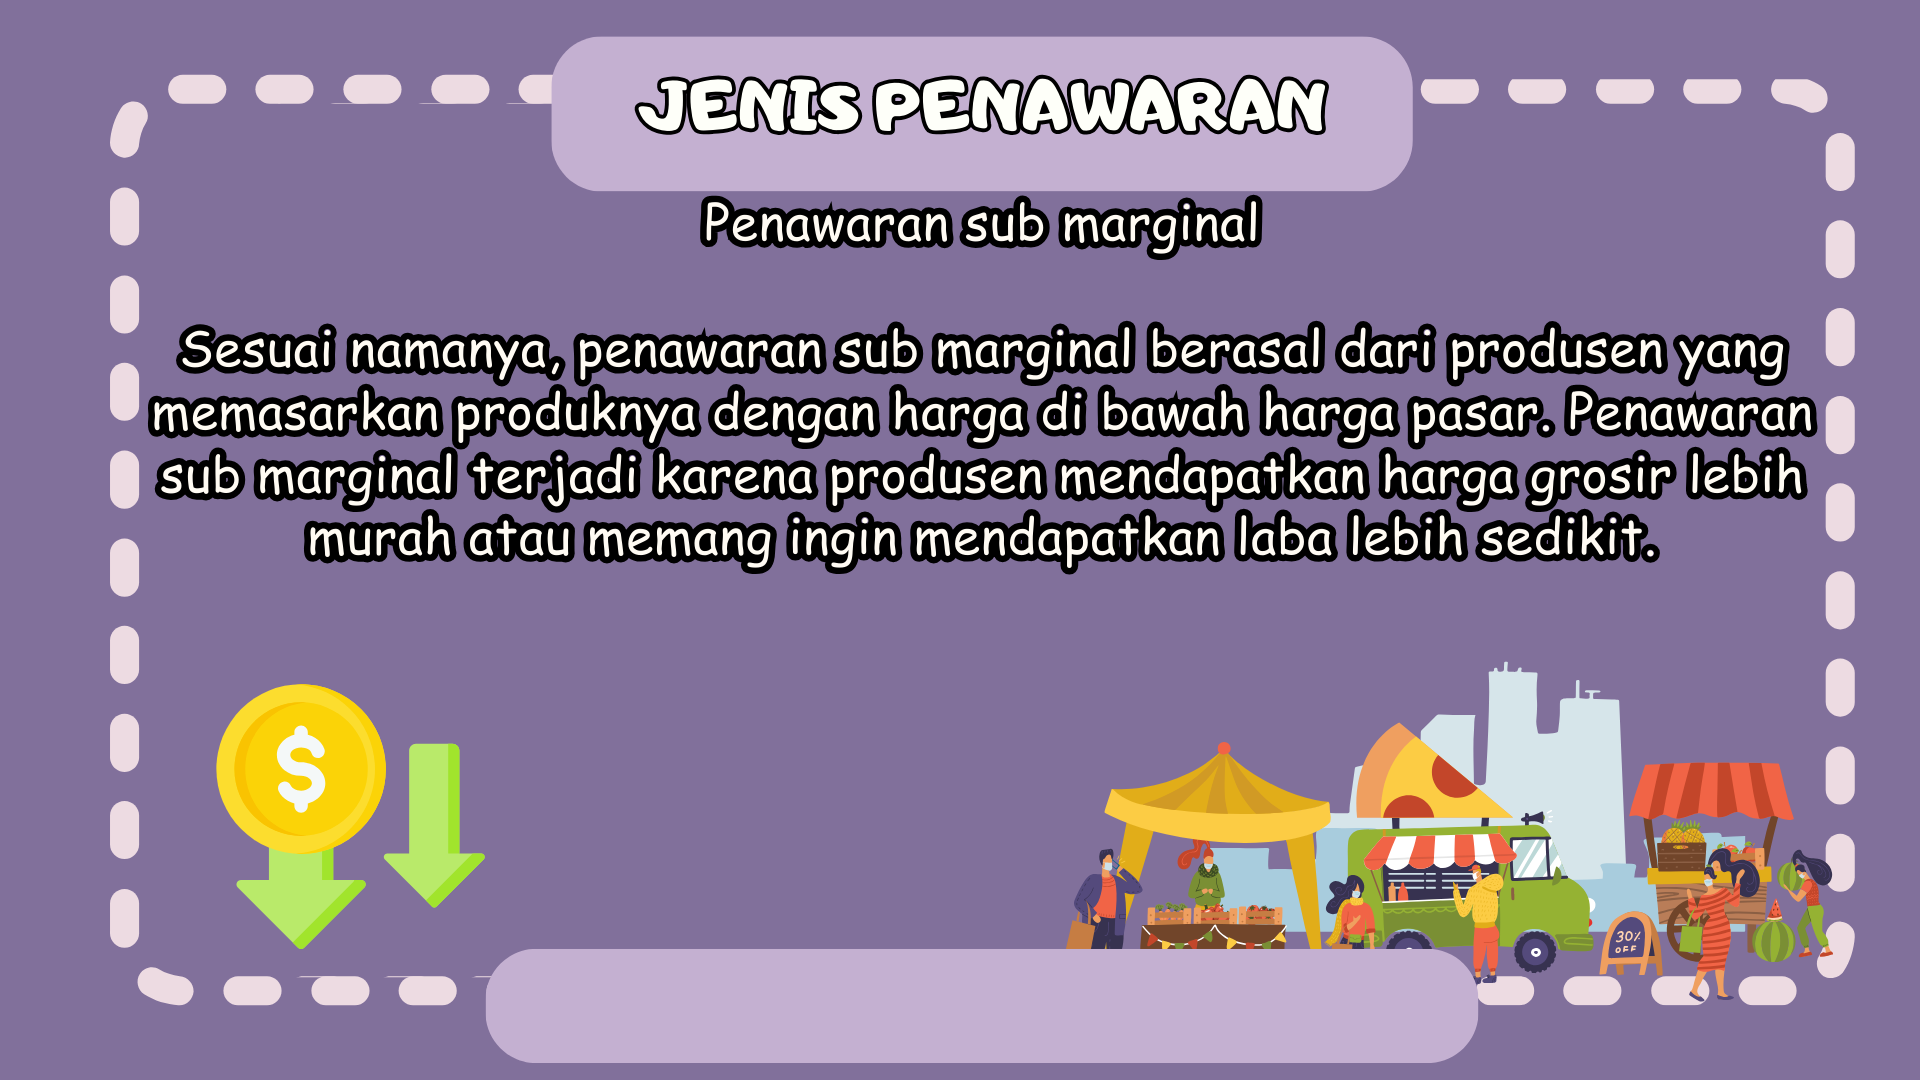 JENIS PENAWARAN
Penawaran sub marginal
Sesuai namanya, penawaran sub marginal berasal dari produsen yang
memasarkan produknya dengan harga di bawah harga pasar. Penawaran
sub marginal terjadi karena produsen mendapatkan harga grosir lebih
murah atau memang ingin mendapatkan laba lebih sedikit.
$
30%
OFF